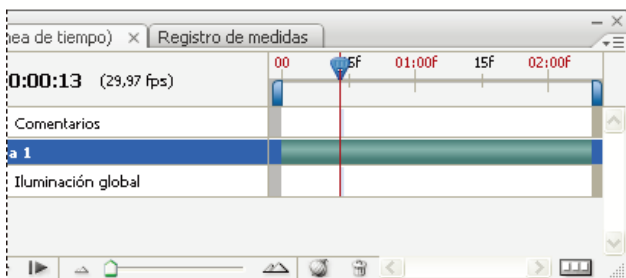 nea de tiempo) × Registro de medidas
0:00:13 (29,97 fps)
00 5f 01:00f 15f 02:00f
Comentarios
a 1
Iluminación global